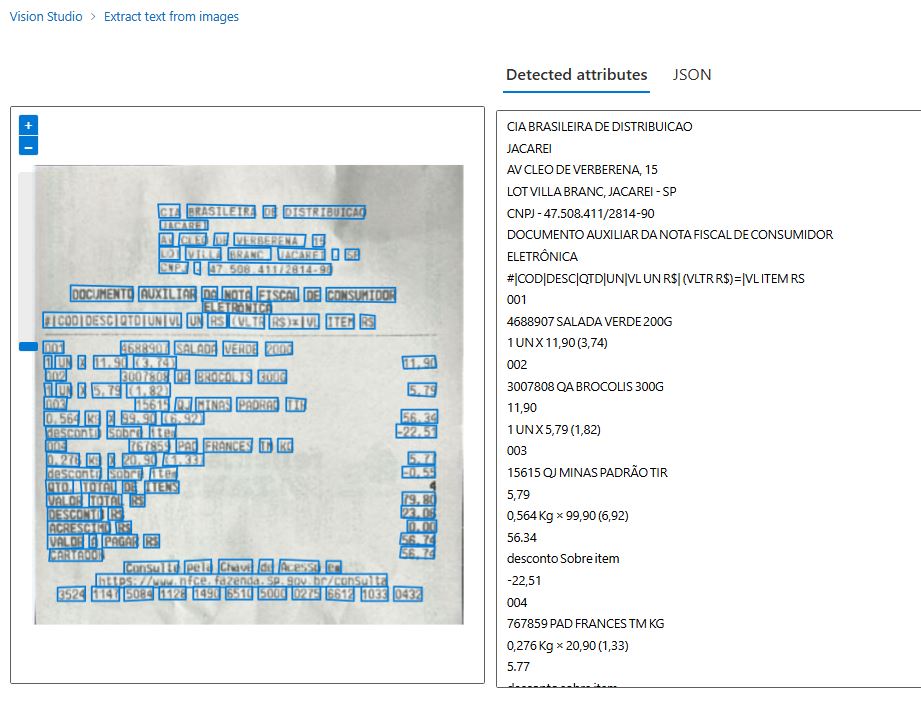 Vision Studio > Extract text from images
Detected attributes JSON
+
−
CIA BRASILEIRA DE DISTRIBUICAO
JACAREI
AV CLEO DE VERBERENA , 15
LOT VILLA BRANC, JACAREI - SP
CNPJ - 47.508.411/2814-90
DOCUMENTO AUXILIAR DA NOTA FISCAL DE CONSUMIDOR
ELETRÔNICA
#|COD|DESC|QTD|UN|VL UN R$ (VLTR R$)*|VL ITEM R$
001 4688907 SALADA VERDE 200G
1 UN X 11,90 (3,74) 11,90
002 3007808 QA BROCOLIS 300G
1 UN X 5,79 (1,82) 5,79
003 15615 QJ MINAS PADRAO TIR
0,564 kg X 99,90 (6,92) 56,34
desconto Sobre item -22,51
004 767859 PAO FRANCES TM KG
0,276 kg X 20,90 (1,33) 5,77
desconto Sobre item -0,55
QTD. TOTAL DE ITENS 4
VALOR TOTAL R$ 79,80
DESCONTO R$ 23,06
ACRESCIMO R$ 0,00
VALOR A PAGAR R$ 56,74
CARTAO 56,74
Consulte pela Chave de Acesso em
https://www.nfce.fazenda.sp.gov.br/consulta
3524 1147 5084 1128 1490 6510 5000 0275 6612 1033 0432
CIA BRASILEIRA DE DISTRIBUICAO
JACAREI
AV CLEO DE VERBERENA, 15
LOT VILLA BRANC, JACAREI - SP
CNPJ - 47.508.411/2814-90
DOCUMENTO AUXILIAR DA NOTA FISCAL DE CONSUMIDOR
ELETRÔNICA
#|COD|DESC|QTD|UN|VL UN R$| (VLTR R$)=|VL ITEM RS
001
4688907 SALADA VERDE 200G
1 UN X 11,90 (3,74)
002
3007808 QA BROCOLIS 300G
11,90
1 UN X 5,79 (1,82)
003
15615 QJ MINAS PADRÃO TIR
5,79
0,564 Kg × 99,90 (6,92)
56.34
desconto Sobre item
-22,51
004
767859 PAD FRANCES TM KG
0,276 Kg × 20,90 (1,33)
5.77